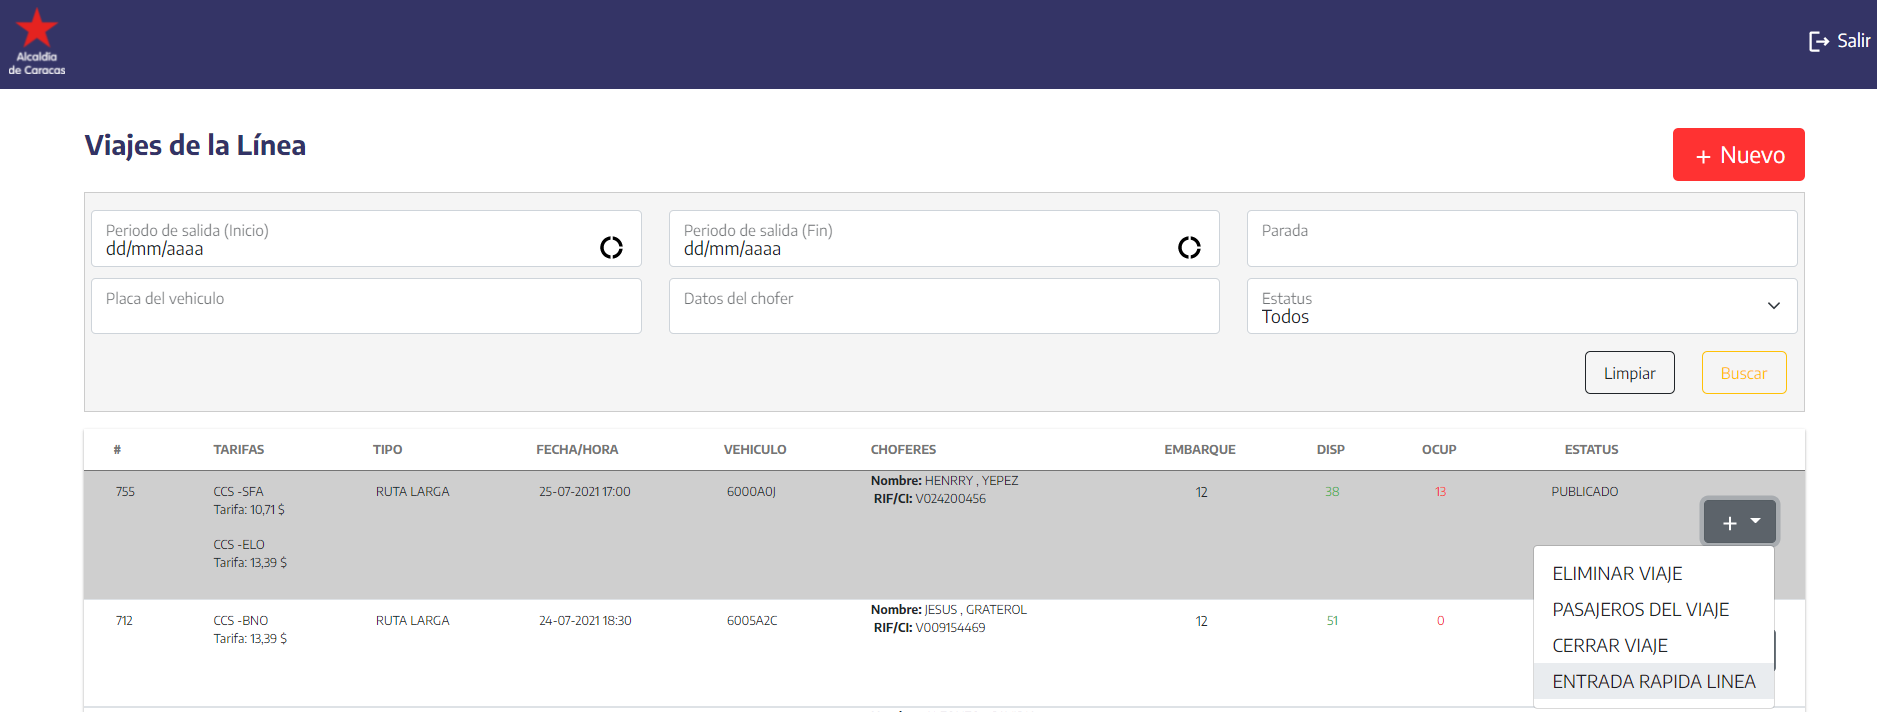 Alcaldía
de Caracas
Salir
Viajes de la Línea
+ Nuevo
Periodo de salida (Inicio)
dd/mm/aaaa
Periodo de salida (Fin)
dd/mm/aaaa
Parada
Placa del vehiculo
Datos del chofer
Estatus
Todos
Limpiar
Buscar
# TARIFAS TIPO FECHA/HORA VEHICULO CHOFERES EMBARQUE DISP OCUP ESTATUS
755 CCS -SFA RUTA LARGA 25-07-2021 17:00 6000A0J Nombre: HENRRY , YEPEZ 12 38 13 PUBLICADO
Tarifa: 10,71 $ RIF/CI: V024200456
CCS -ELO
Tarifa: 13,39 $
+
ELIMINAR VIAJE
PASAJEROS DEL VIAJE
CERRAR VIAJE
ENTRADA RAPIDA LINEA
712 CCS -BNO RUTA LARGA 24-07-2021 18:30 6005A2C Nombre: JESUS , GRATEROL 12 51 0
Tarifa: 13,39 $ RIF/CI: V009154469